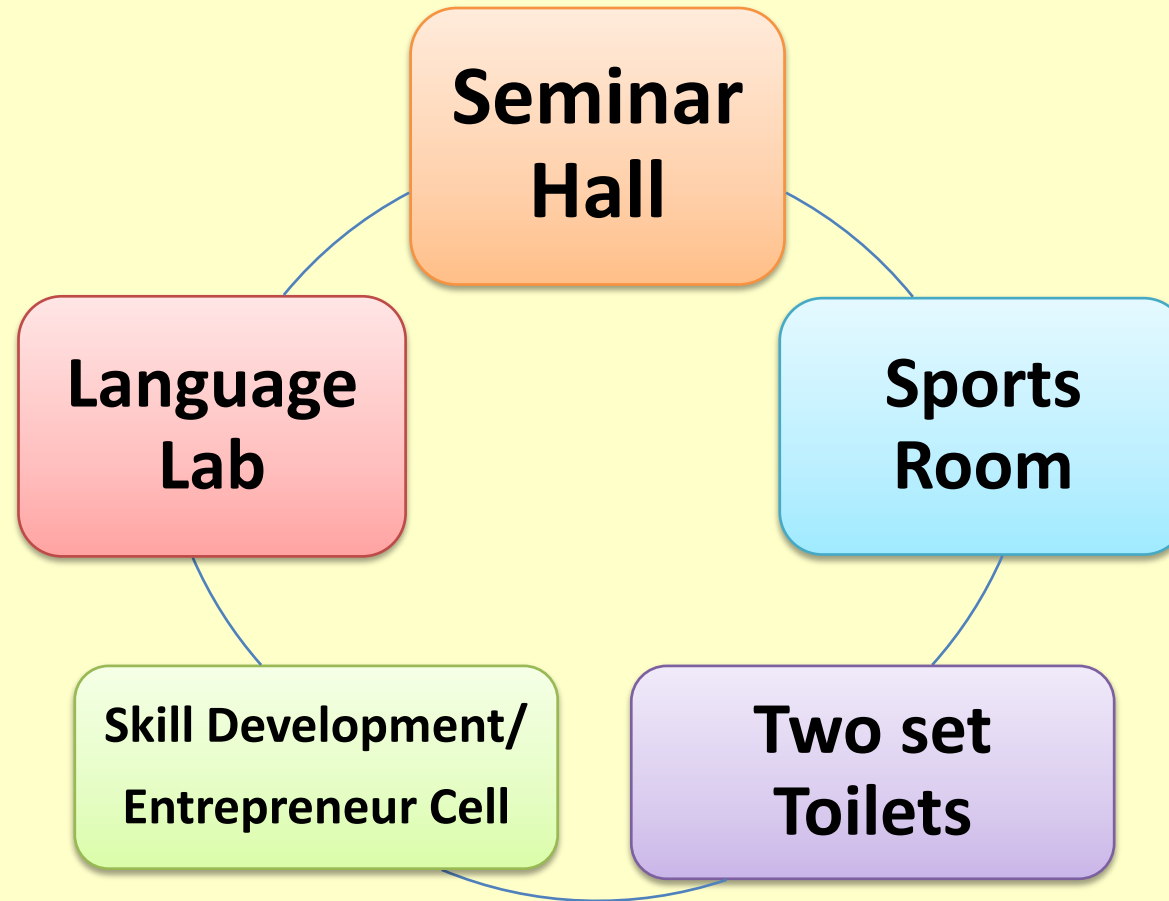 Seminar
Hall
Language
Lab
Sports
Room
Skill Development/
Entrepreneur Cell
Two set
Toilets